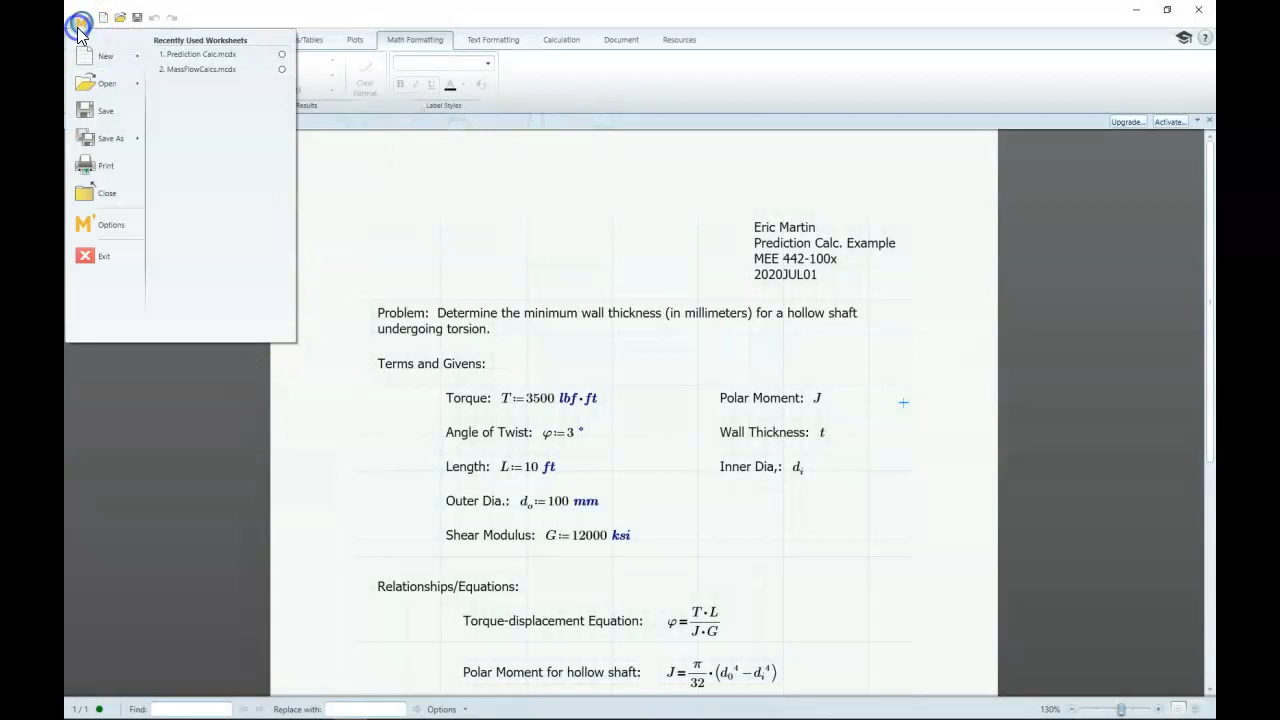 s/Tables Plots Math Formatting Text Formatting Calculation Document Resources
Recently Used Worksheets
1. Prediction Calc.mcdx
2. MassFlowCalcs.mcdx
New
Open
Save
Save As
Print
Close
Options
Exit
B I U A
Clear
Format
Results
Label Styles
Upgrade... Activate...
Eric Martin
Prediction Calc. Example
MEE 442-100x
2020JUL01
Problem: Determine the minimum wall thickness (in millimeters) for a hollow shaft
undergoing torsion.
Terms and Givens:
Torque: T:=3500 lbf·ft
Polar Moment: J
Angle of Twist: φ:=3 °
Wall Thickness: t
Length: L:=10 ft
Inner Dia,: dᵢ
Outer Dia.: dₒ:=100 mm
Shear Modulus: G:=12000 ksi
Relationships/Equations:
Torque-displacement Equation: φ = T·L / J·G
Polar Moment for hollow shaft: J = π/32 · (d₀⁴ − dᵢ⁴)
1 / 1 Find: Replace with: Options 130%